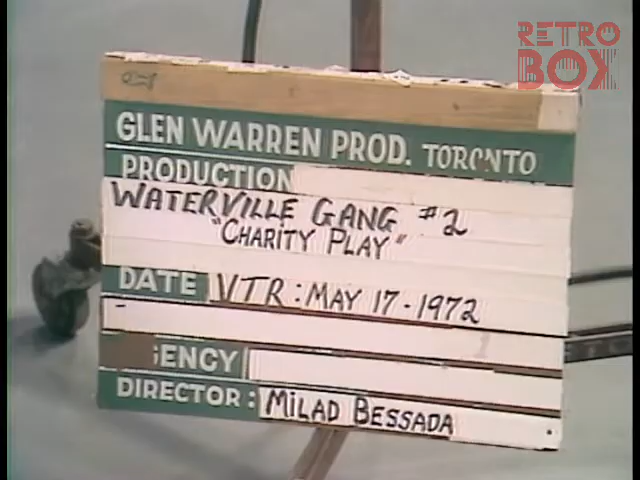 RETRO
BOX
GLEN WARREN PROD. TORONTO
PRODUCTION
WATERVILLE GANG #2
"CHARITY PLAY"
DATE VTR: MAY 17-1972
ENCY
DIRECTOR: MILAD BESSADA